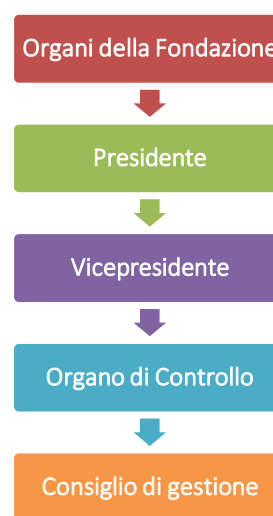 Organi della Fondazione
Presidente
Vicepresidente
Organo di Controllo
Consiglio di gestione